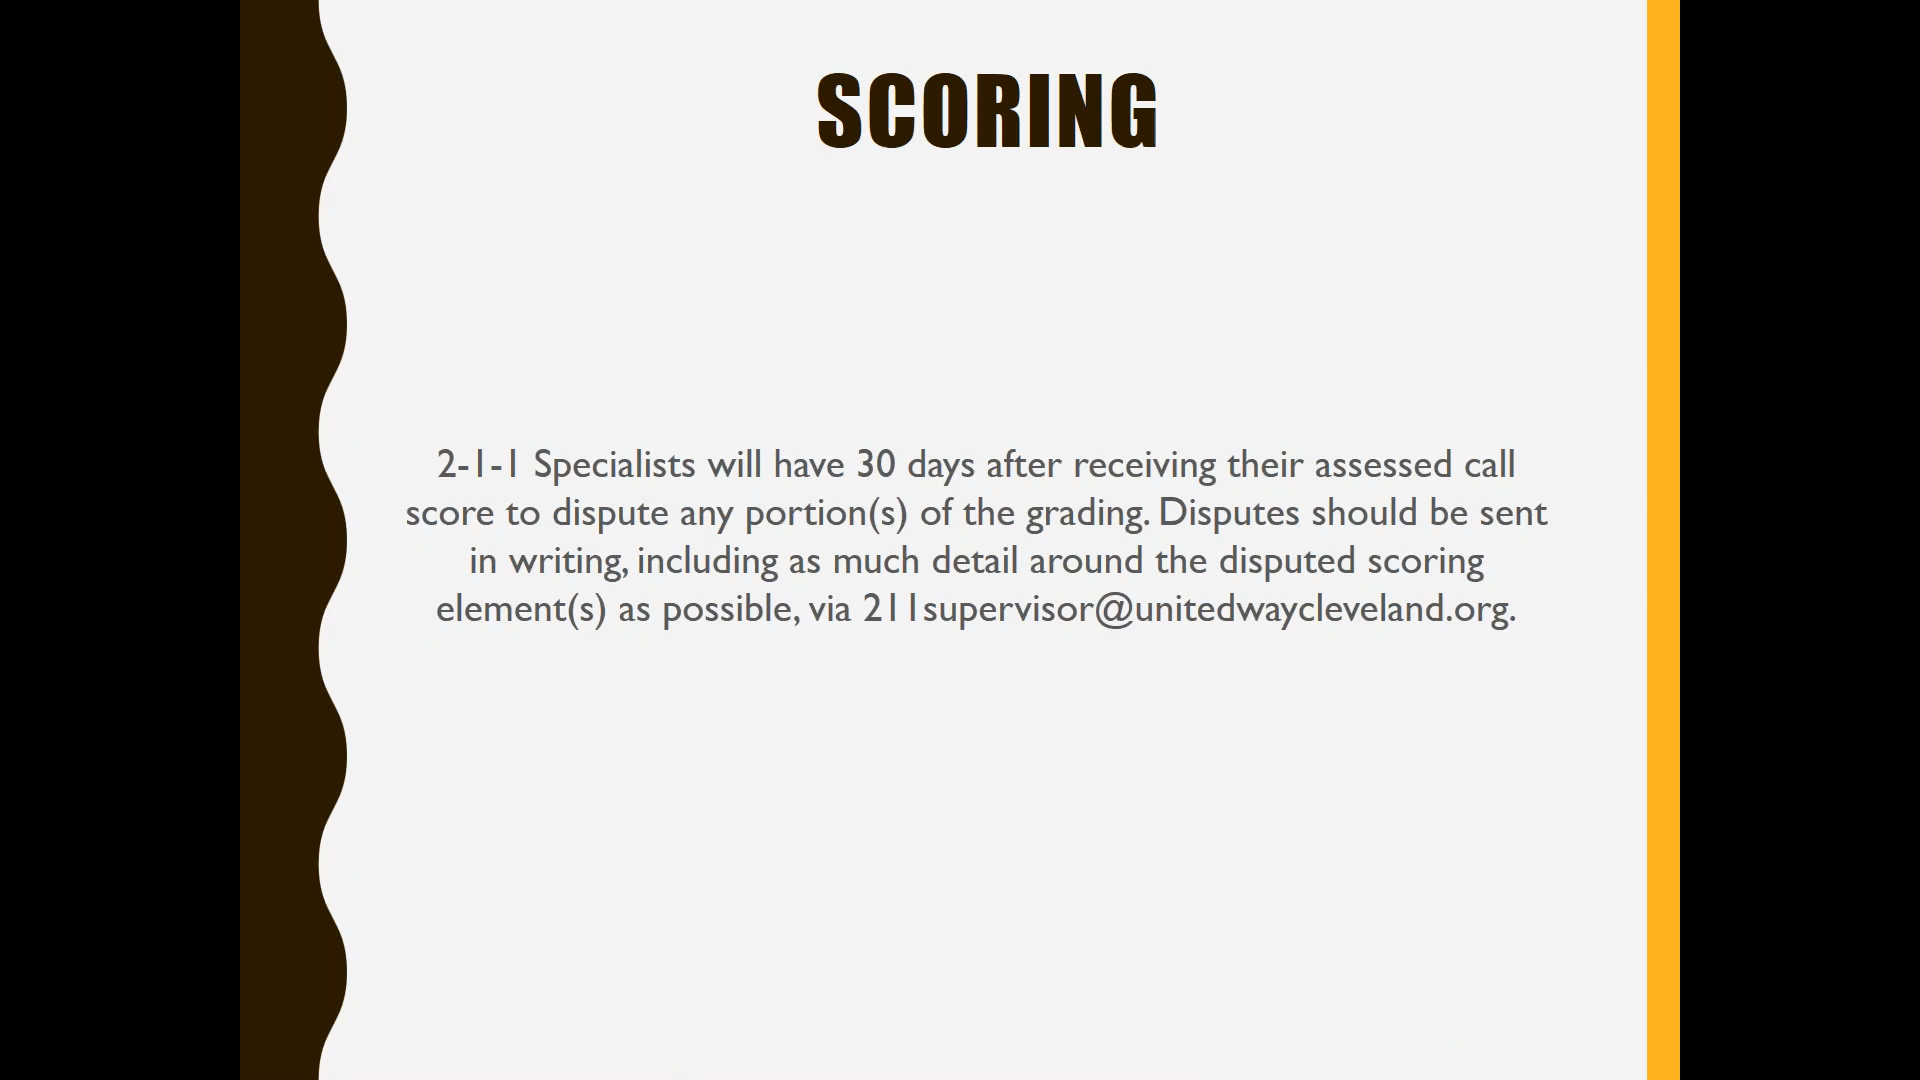 SCORING
2-1-1 Specialists will have 30 days after receiving their assessed call
score to dispute any portion(s) of the grading. Disputes should be sent
in writing, including as much detail around the disputed scoring
element(s) as possible, via 211supervisor@unitedwaycleveland.org.